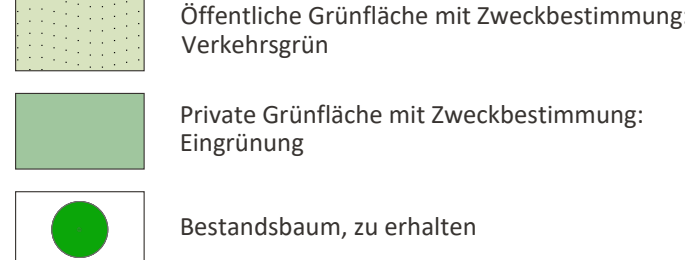 Öffentliche Grünfläche mit Zweckbestimmung:
Verkehrsgrün
Private Grünfläche mit Zweckbestimmung:
Eingrünung
Bestandsbaum, zu erhalten